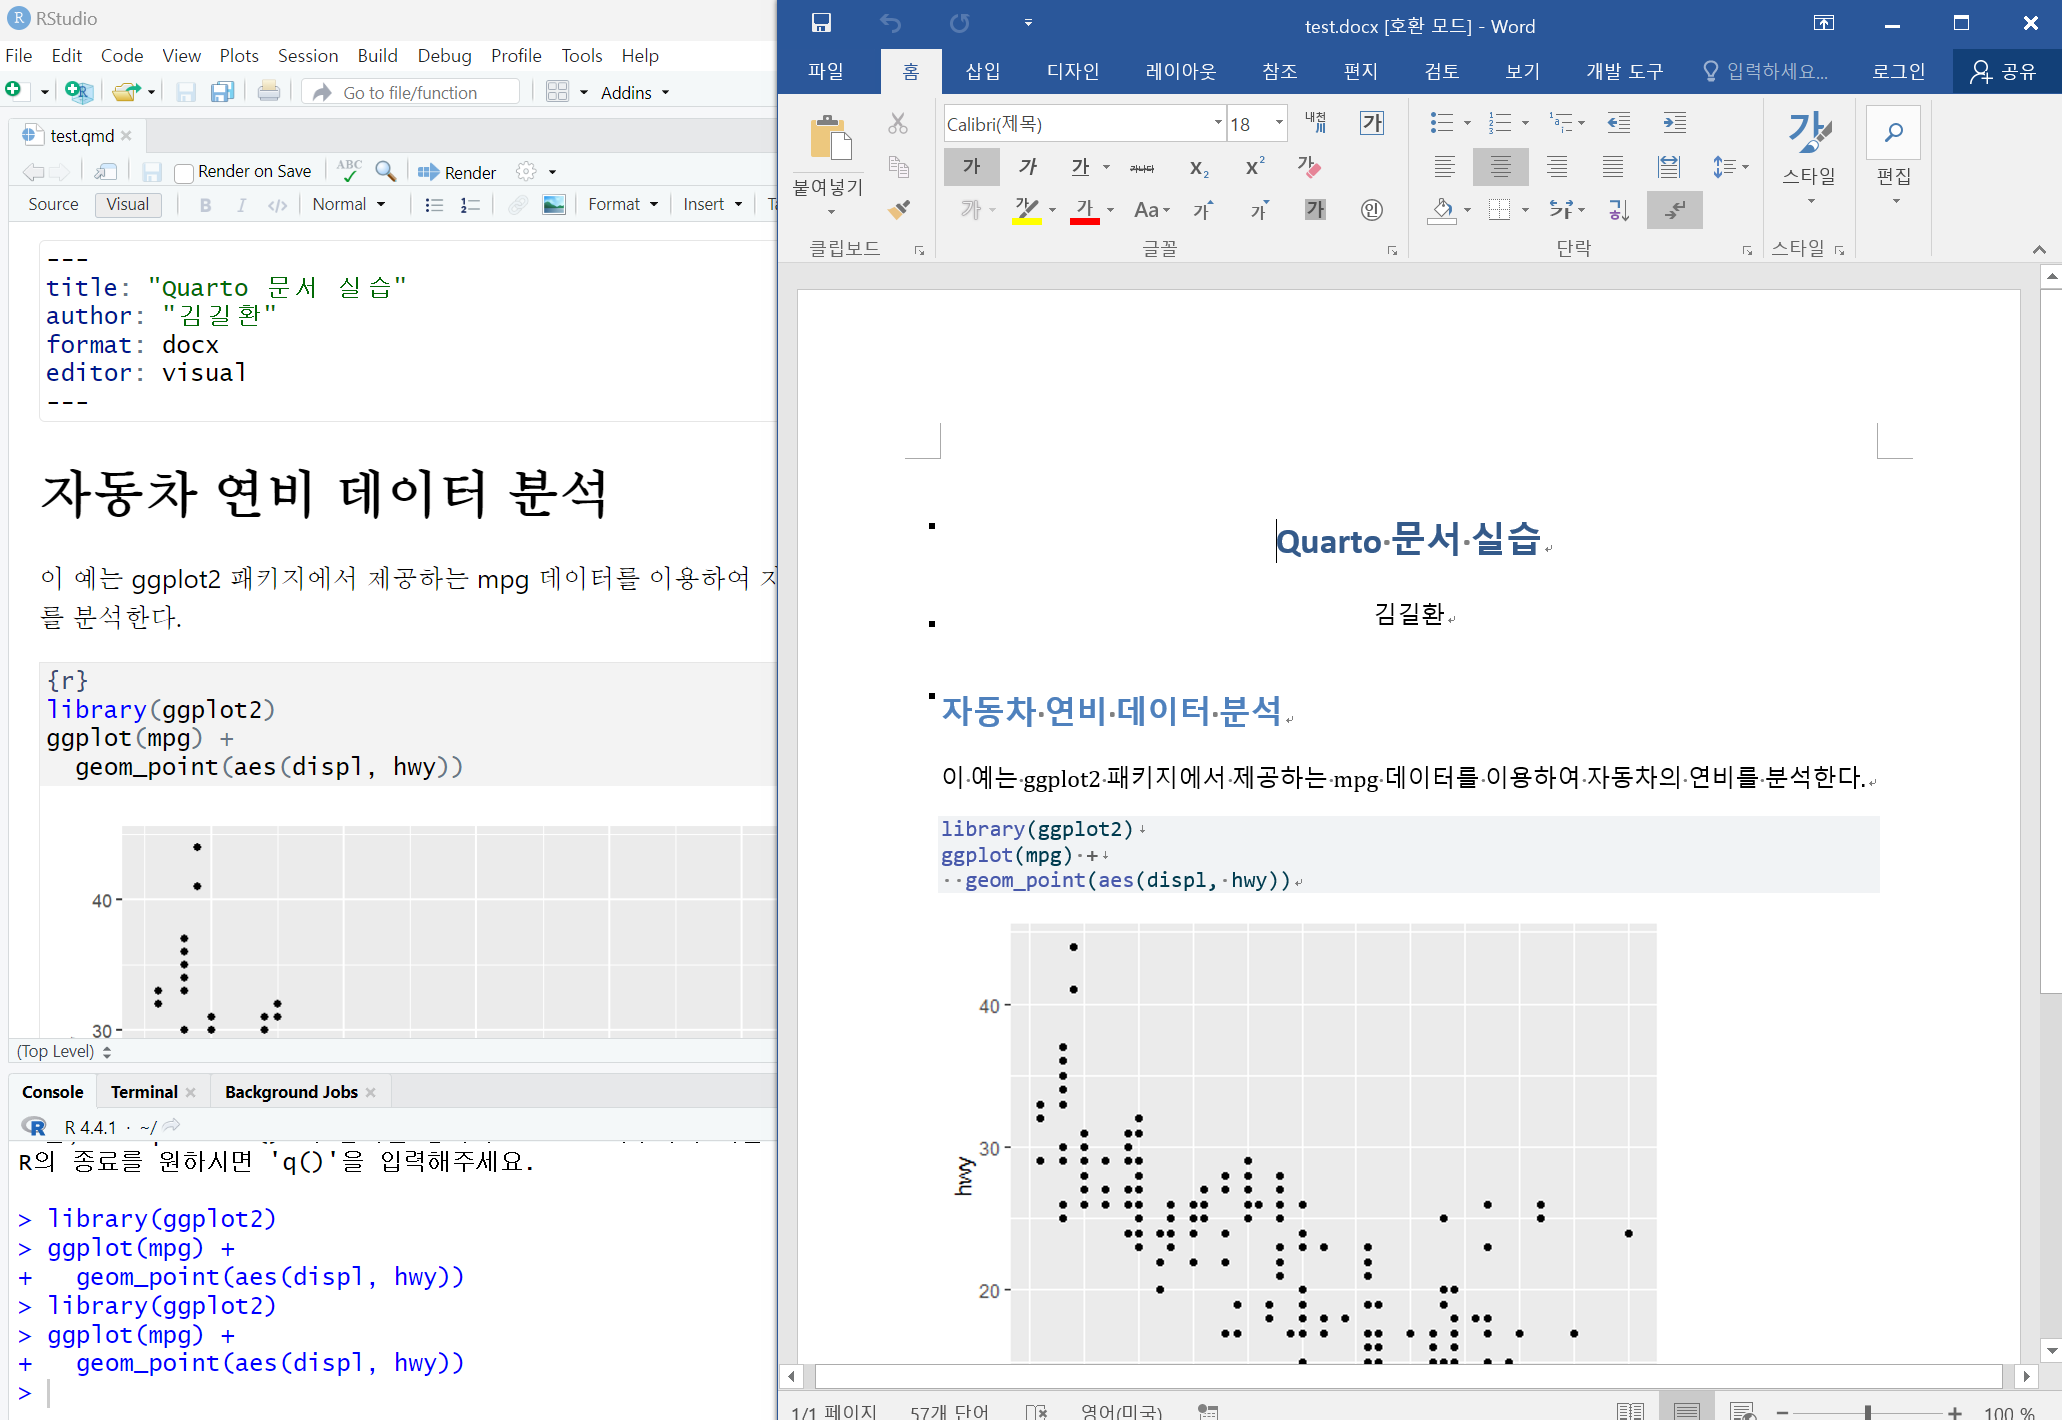 RStudio
File Edit Code View Plots Session Build Debug Profile Tools Help
Go to file/function
Addins
test.qmd
Render on Save
ABC
Render
Source Visual B I </> Normal Format Insert
---
title: "Quarto 문서 실습"
author: "김길환"
format: docx
editor: visual
---
자동차 연비 데이터 분석
이 예는 ggplot2 패키지에서 제공하는 mpg 데이터를 이용하여
를 분석한다.
{r}
library(ggplot2)
ggplot(mpg) +
geom_point(aes(displ, hwy))
40
30
(Top Level)
Console Terminal Background Jobs
R 4.4.1 · ~/
R의 종료를 원하시면 'q()'을 입력해주세요.
> library(ggplot2)
> ggplot(mpg) +
+ geom_point(aes(displ, hwy))
> library(ggplot2)
> ggplot(mpg) +
+ geom_point(aes(displ, hwy))
>
test.docx [호환 모드] - Word
파일 홈 삽입 디자인 레이아웃 참조 편지 검토 보기 개발 도구 입력하세요... 로그인 공유
Calibri(제목) 18
붙여넣기
스타일
편집
클립보드 글꼴 단락 스타일
Quarto 문서 실습
김길환
자동차 연비 데이터 분석
이 예는 ggplot2 패키지에서 제공하는 mpg 데이터를 이용하여 자동차의 연비를 분석한다.
library(ggplot2)
ggplot(mpg) +
geom_point(aes(displ, hwy))
40
30
20
hwy
1/1 페이지 57개 단어 영어(미국) 100 %